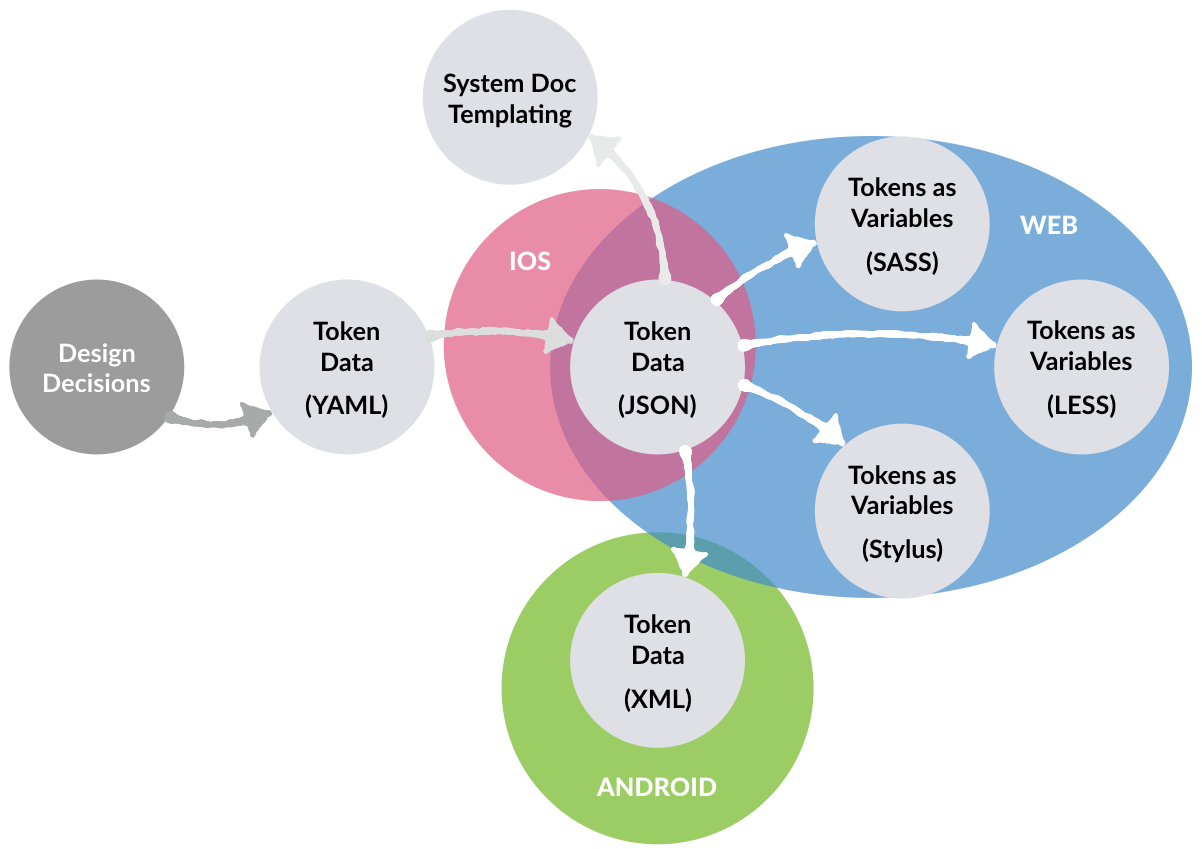 System Doc
Templating
IOS
WEB
Tokens as
Variables
(SASS)
Design
Decisions
Token
Data
(YAML)
Token
Data
(JSON)
Tokens as
Variables
(LESS)
Tokens as
Variables
(Stylus)
Token
Data
(XML)
ANDROID